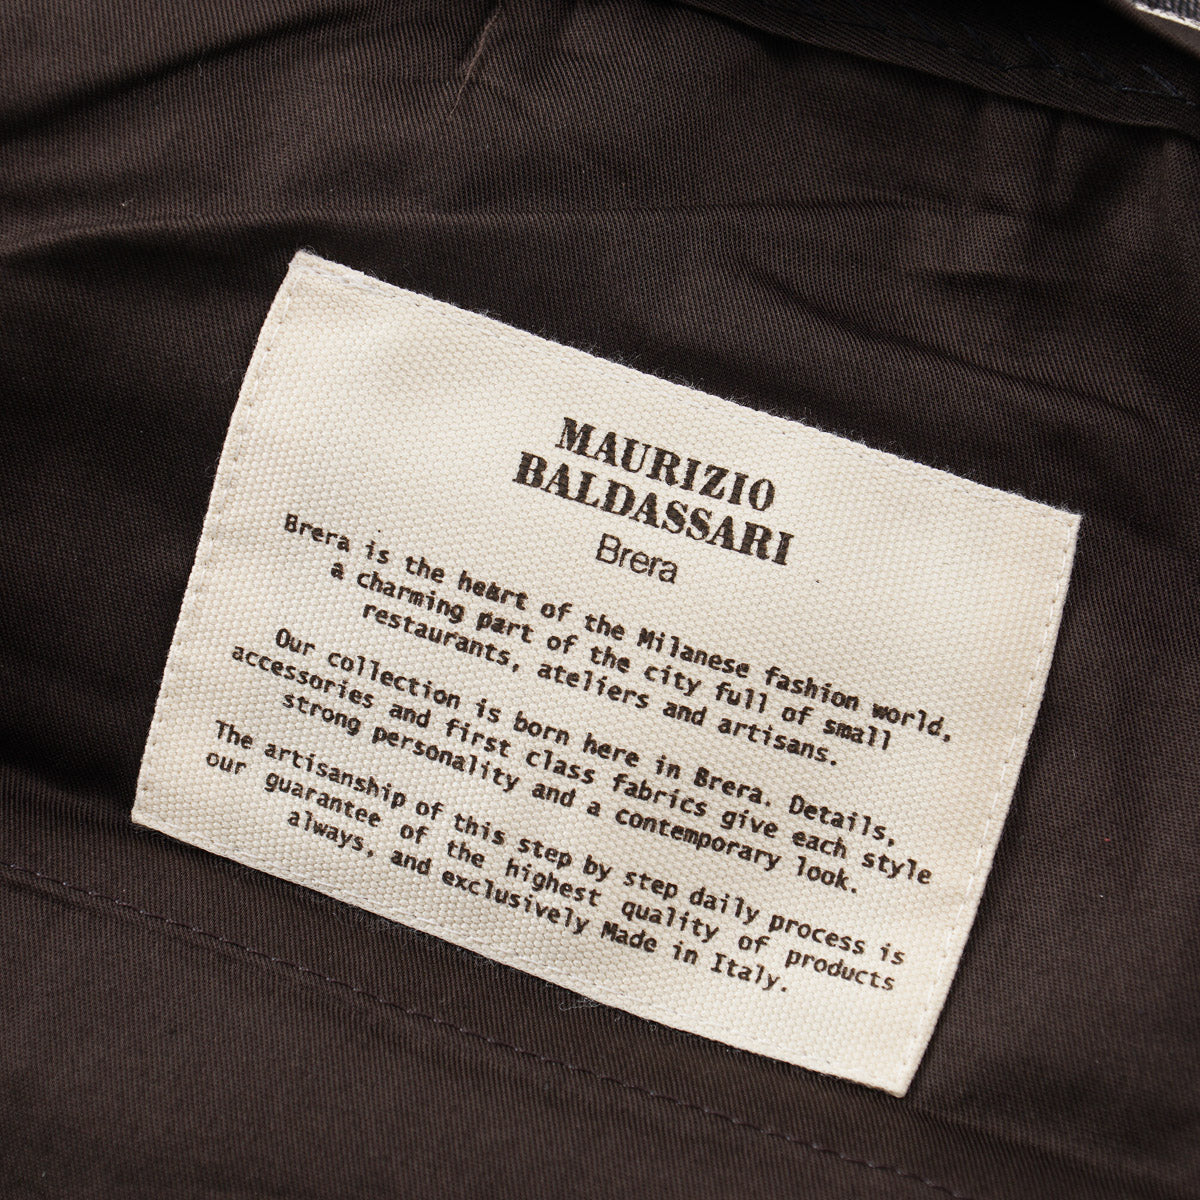 MAURIZIO
BALDASSARI
Brera
Brera is the heart of the Milanese fashion world,
a charming part of the city full of small
restaurants, ateliers and artisans.
Our collection is born here in Brera. Details,
accessories and first class fabrics give each style
strong personality and a contemporary look.
The artisanship of this step by step daily process is
our guarantee of the highest quality of products
always, and exclusively Made in Italy.